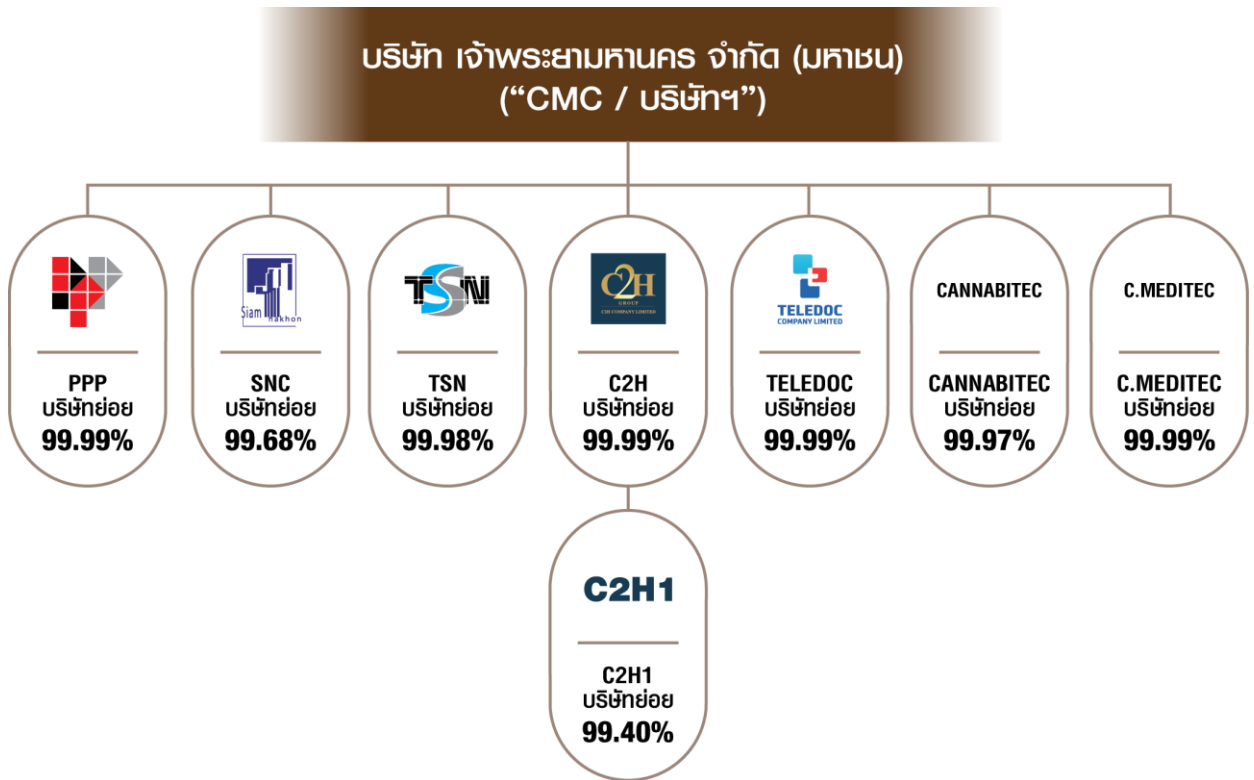 บริษัท เจ้าพระยามหานคร จำกัด (มหาชน)
(“CMC / บริษัทฯ”)
PPP
บริษัทย่อย
99.99%
Siam
nakhon
SNC
บริษัทย่อย
99.68%
TSN
TSN
บริษัทย่อย
99.98%
C2H
GROUP
C2H COMPANY LIMITED
C2H
บริษัทย่อย
99.99%
TELEDOC
COMPANY LIMITED
TELEDOC
บริษัทย่อย
99.99%
CANNABITEC
CANNABITEC
บริษัทย่อย
99.97%
C.MEDITEC
C.MEDITEC
บริษัทย่อย
99.99%
C2H1
C2H1
บริษัทย่อย
99.40%